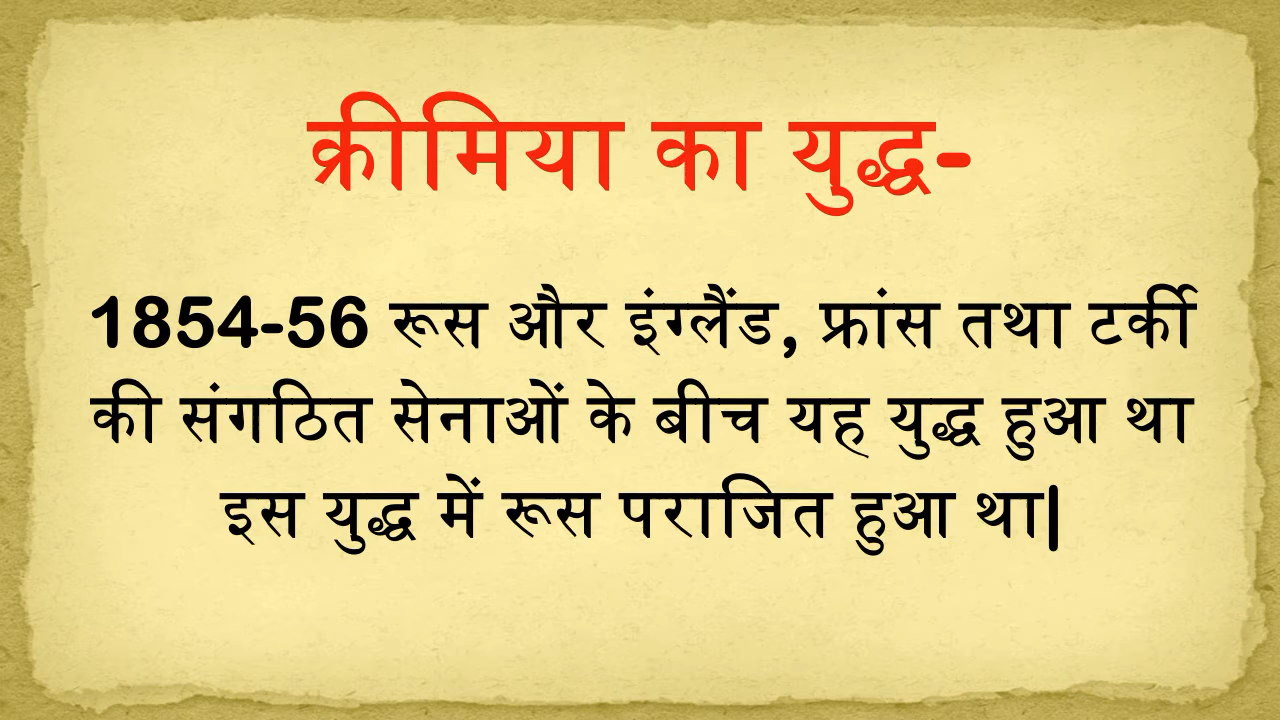 क्रीमिया का युद्ध-
1854-56 रूस और इंग्लैंड, फ्रांस तथा टर्की
की संगठित सेनाओं के बीच यह युद्ध हुआ था
इस युद्ध में रूस पराजित हुआ था|